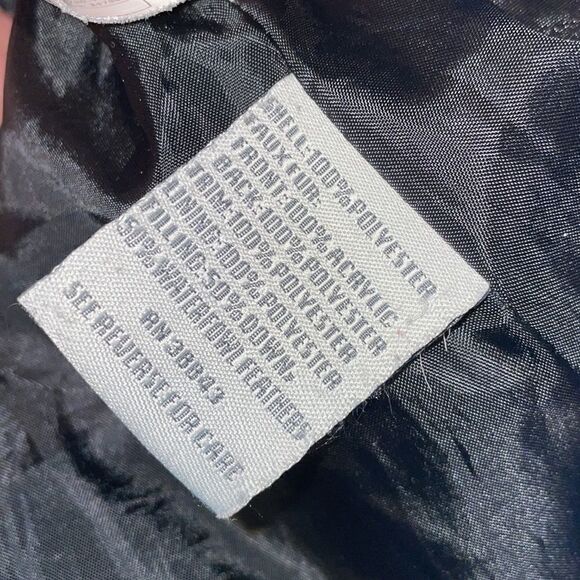 SHELL: 100% POLYESTER
FAUX FUR:
FRONT: 100% ACRYLIC
BACK: 100% POLYESTER
TRIM: 100% POLYESTER
LINING: 100% POLYESTER
FILLING: 50% DOWN,
50% WATERFOWL FEATHERS
RN 38843
SEE REVERSE FOR CARE